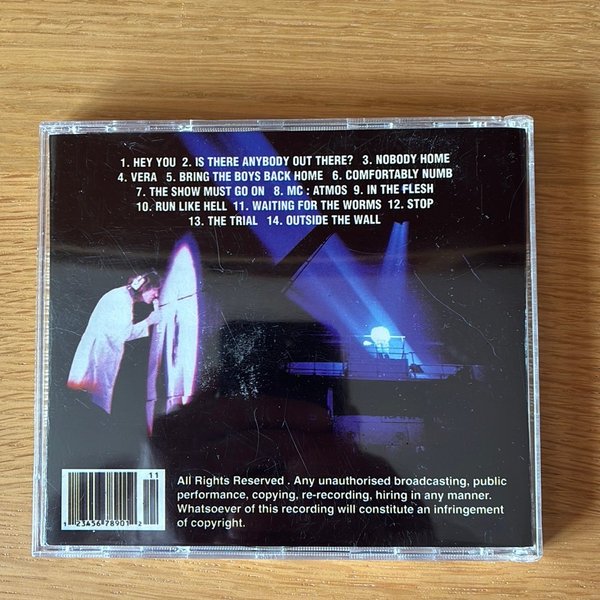 1. HEY YOU 2. IS THERE ANYBODY OUT THERE? 3. NOBODY HOME
4. VERA 5. BRING THE BOYS BACK HOME 6. COMFORTABLY NUMB
7. THE SHOW MUST GO ON 8. MC : ATMOS 9. IN THE FLESH
10. RUN LIKE HELL 11. WAITING FOR THE WORMS 12. STOP
13. THE TRIAL 14. OUTSIDE THE WALL
11
1 23456 78901 2
All Rights Reserved . Any unauthorised broadcasting, public
performance, copying, re-recording, hiring in any manner.
Whatsoever of this recording will constitute an infringement
of copyright.